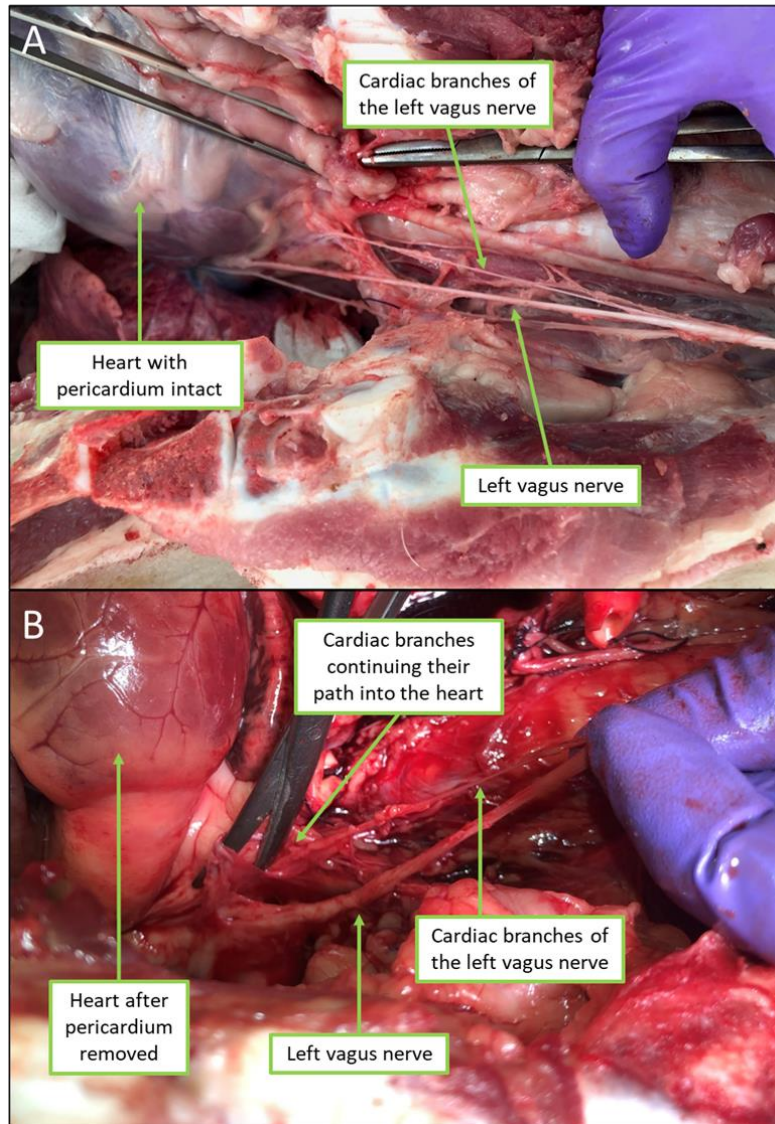 A
Cardiac branches of
the left vagus nerve
Heart with
pericardium intact
Left vagus nerve
B
Cardiac branches
continuing their
path into the heart
Cardiac branches of
the left vagus nerve
Heart after
pericardium
removed
Left vagus nerve